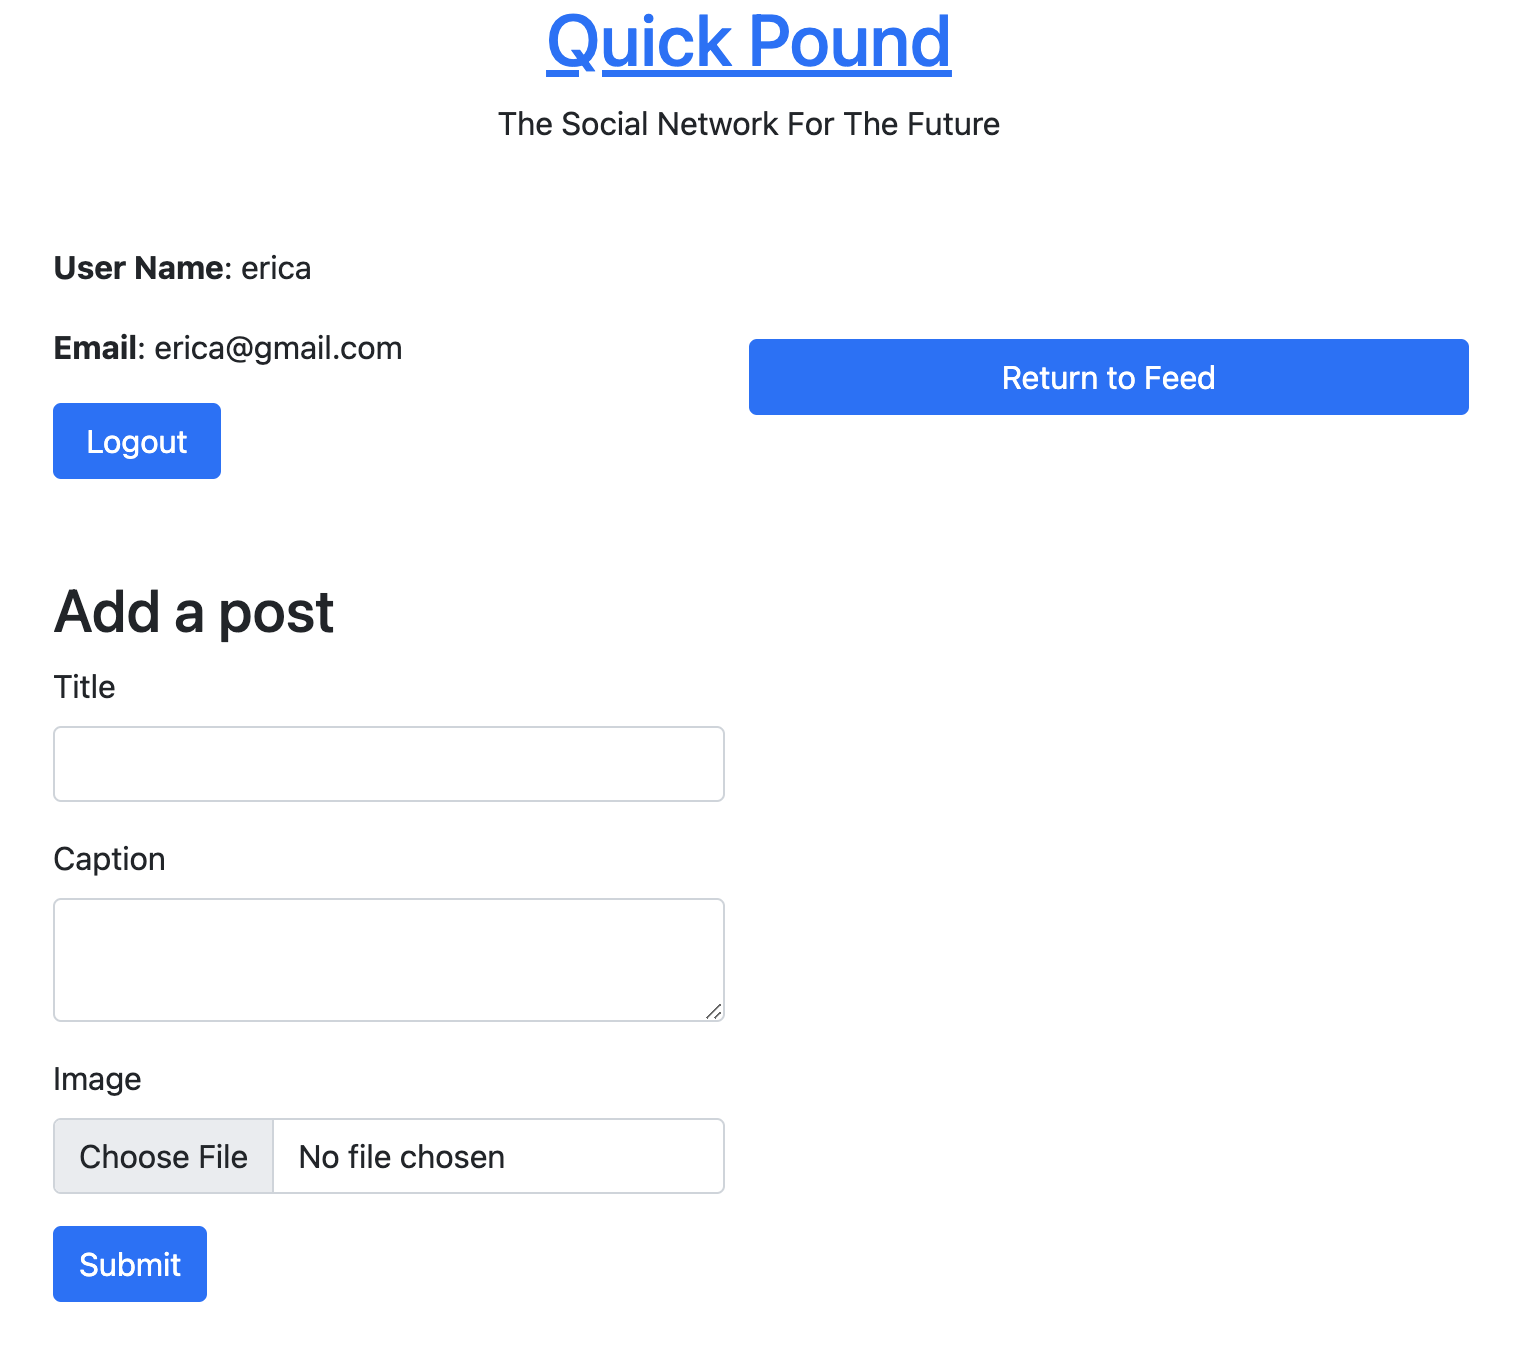 Quick Pound
The Social Network For The Future
User Name: erica
Email: erica@gmail.com
Logout
Return to Feed
Add a post
Title
Caption
Image
Choose File No file chosen
Submit